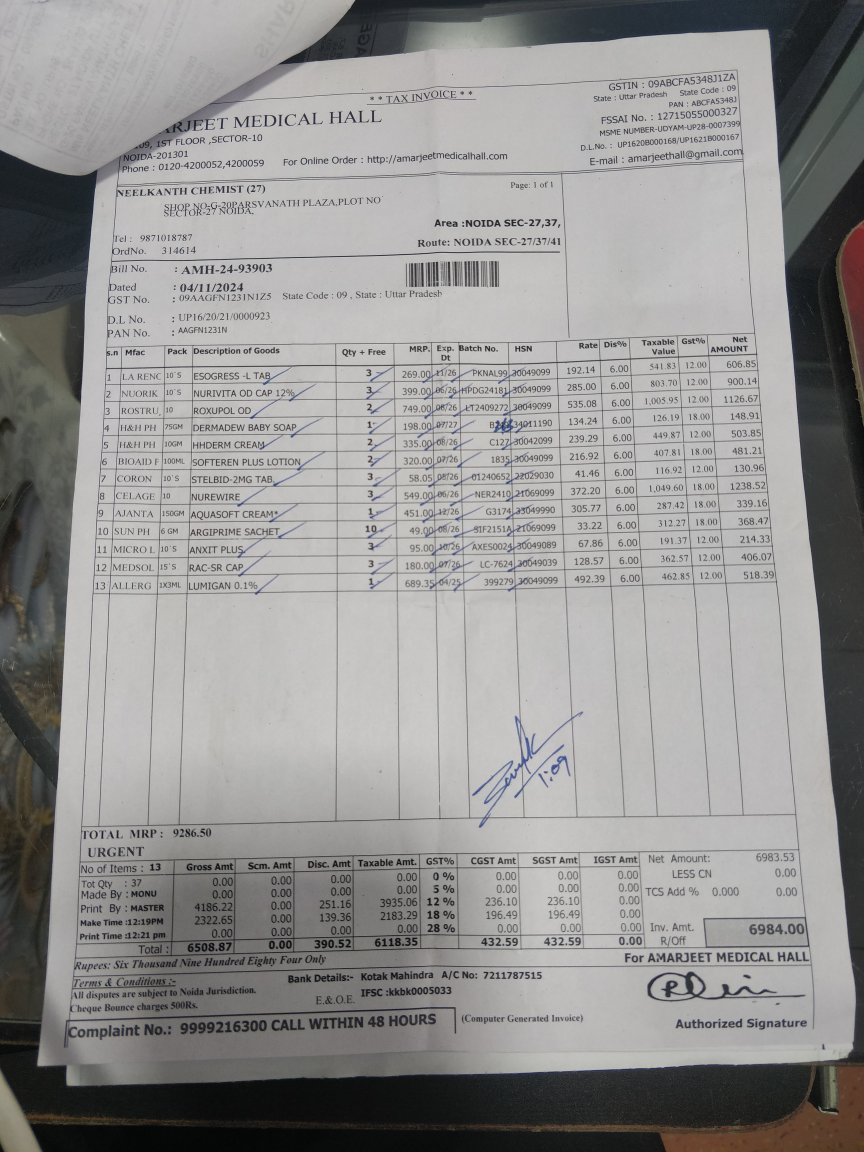 * * TAX INVOICE * *
GSTIN : 09ABCFA5348J1ZA
State : Uttar Pradesh State Code : 09
PAN : ABCFA5348J
FSSAI No. : 12715055000327
MSME NUMBER-UDYAM-UP28-0007399
D.L.No. : UP1620B000168/UP1621B000167
E-mail : amarjeethall@gmail.com
ARJEET MEDICAL HALL
09, 1ST FLOOR ,SECTOR-10
NOIDA-201301
Phone : 0120-4200052,4200059 For Online Order : http://amarjeetmedicalhall.com
NEELKANTH CHEMIST (27) Page: 1 of 1
SHOP NO-G-20PARSVANATH PLAZA,PLOT NO
SECTOR-27 NOIDA,
Area :NOIDA SEC-27,37,
Tel : 9871018787 Route: NOIDA SEC-27/37/41
OrdNo. 314614
Bill No. : AMH-24-93903
Dated : 04/11/2024
GST No. : 09AAGFN1231N1Z5 State Code : 09 , State : Uttar Pradesh
D.L No. : UP16/20/21/0000923
PAN No. : AAGFN1231N
s.n Mfac Pack Description of Goods Qty + Free MRP. Exp. Dt Batch No. HSN Rate Dis% Taxable Value Gst% Net AMOUNT
1 LA RENC 10`S ESOGRESS -L TAB 3 269.00 11/26 PKNAL99 30049099 192.14 6.00 541.83 12.00 606.85
2 NUORIK 10`S NURIVITA OD CAP 12% 3 399.00 06/26 HPDG24181 30049099 285.00 6.00 803.70 12.00 900.14
3 ROSTRU 10 ROXUPOL OD 2 749.00 08/26 LT2409272 30049099 535.08 6.00 1,005.95 12.00 1126.67
4 H&H PH 75GM DERMADEW BABY SOAP 1 198.00 07/27 34011190 134.24 6.00 126.19 18.00 148.91
5 H&H PH 10GM HHDERM CREAM 2 335.00 08/26 C127 30042099 239.29 6.00 449.87 12.00 503.85
6 BIOAID F 100ML SOFTEREN PLUS LOTION 2 320.00 07/26 1835 30049099 216.92 6.00 407.81 18.00 481.21
7 CORON 10`S STELBID-2MG TAB 3 58.05 08/26 01240652 22029030 41.46 6.00 116.92 12.00 130.96
8 CELAGE 10 NUREWIRE 3 549.00 06/26 NER2410 21069099 372.20 6.00 1,049.60 18.00 1238.52
9 AJANTA 150GM AQUASOFT CREAM* 1 451.00 12/26 G3174 33049990 305.77 6.00 287.42 18.00 339.16
10 SUN PH 6 GM ARGIPRIME SACHET 10 49.00 08/26 SIF2151A 21069099 33.22 6.00 312.27 18.00 368.47
11 MICRO L 10`S ANXIT PLUS 3 95.00 10/26 AXES0024 30049089 67.86 6.00 191.37 12.00 214.33
12 MEDSOL 15`S RAC-SR CAP 3 180.00 07/26 LC-7624 30049039 128.57 6.00 362.57 12.00 406.07
13 ALLERG 1X3ML LUMIGAN 0.1% 1 689.35 04/25 399279 30049099 492.39 6.00 462.85 12.00 518.39
1:09
TOTAL MRP : 9286.50
URGENT
No of Items : 13 Gross Amt Scm. Amt Disc. Amt Taxable Amt. GST% CGST Amt SGST Amt IGST Amt Net Amount: 6983.53
Tot Qty : 37 0.00 0.00 0.00 0.00 0 % 0.00 0.00 0.00 LESS CN 0.00
Made By : MONU 0.00 0.00 0.00 0.00 5 % 0.00 0.00 0.00 TCS Add % 0.000 0.00
Print By : MASTER 4186.22 0.00 251.16 3935.06 12 % 236.10 236.10 0.00
Make Time :12:19PM 2322.65 0.00 139.36 2183.29 18 % 196.49 196.49 0.00 Inv. Amt. 6984.00
Print Time :12:21 pm 0.00 0.00 0.00 0.00 28 % 0.00 0.00 0.00 R/Off
Total : 6508.87 0.00 390.52 6118.35 432.59 432.59 0.00
Rupees: Six Thousand Nine Hundred Eighty Four Only For AMARJEET MEDICAL HALL
Terms & Conditions :- Bank Details:- Kotak Mahindra A/C No: 7211787515
All disputes are subject to Noida Jurisdiction. IFSC :kkbk0005033
Cheque Bounce charges 500Rs. E.& O.E.
Complaint No.: 9999216300 CALL WITHIN 48 HOURS (Computer Generated Invoice) Authorized Signature